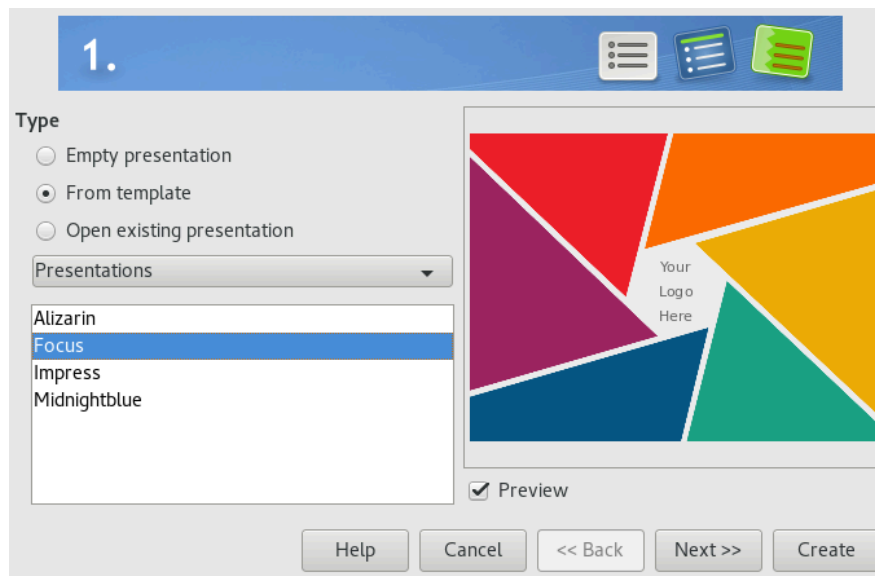 1.
Type
Empty presentation
From template
Open existing presentation
Presentations
Alizarin
Focus
Impress
Midnightblue
Your
Logo
Here
Preview
Help
Cancel
<< Back
Next >>
Create